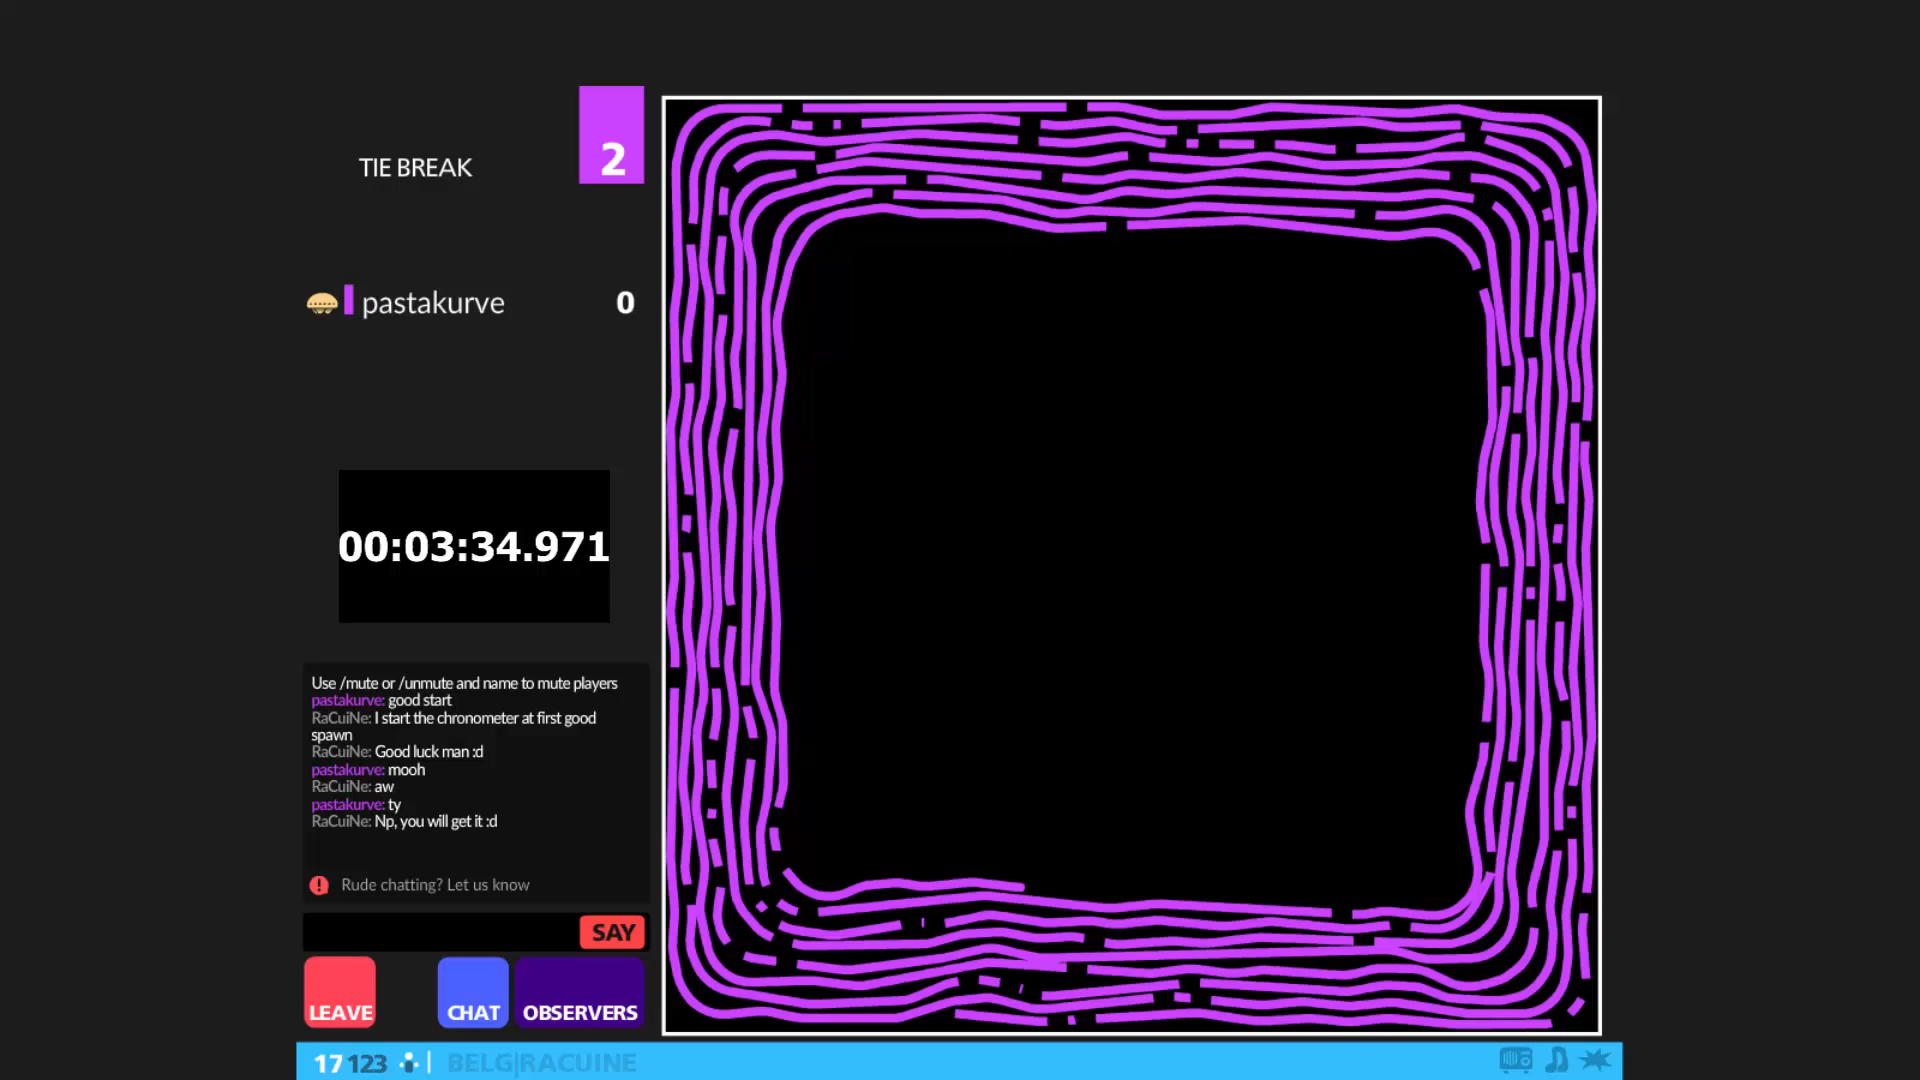 TIE BREAK
2
pastakurve 0
00:03:34.971
Use /mute or /unmute and name to mute players
pastakurve: good start
RaCuiNe: I start the chronometer at first good
spawn
RaCuiNe: Good luck man :d
pastakurve: mooh
RaCuiNe: aw
pastakurve: ty
RaCuiNe: Np, you will get it :d
! Rude chatting? Let us know
SAY
LEAVE CHAT OBSERVERS
17 123 BELG|RACUINE